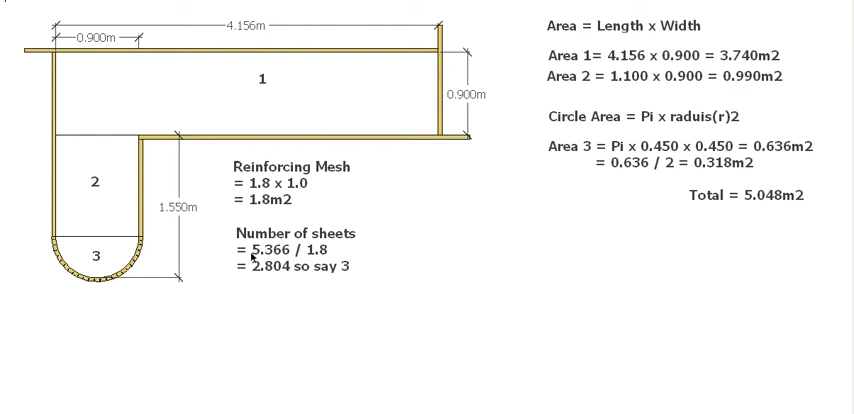 4.156m
0.900m
1
0.900m
2
1.550m
3
Reinforcing Mesh
= 1.8 x 1.0
= 1.8m2
Number of sheets
= 5.366 / 1.8
= 2.804 so say 3
Area = Length x Width
Area 1= 4.156 x 0.900 = 3.740m2
Area 2 = 1.100 x 0.900 = 0.990m2
Circle Area = Pi x raduis(r)2
Area 3 = Pi x 0.450 x 0.450 = 0.636m2
= 0.636 / 2 = 0.318m2
Total = 5.048m2